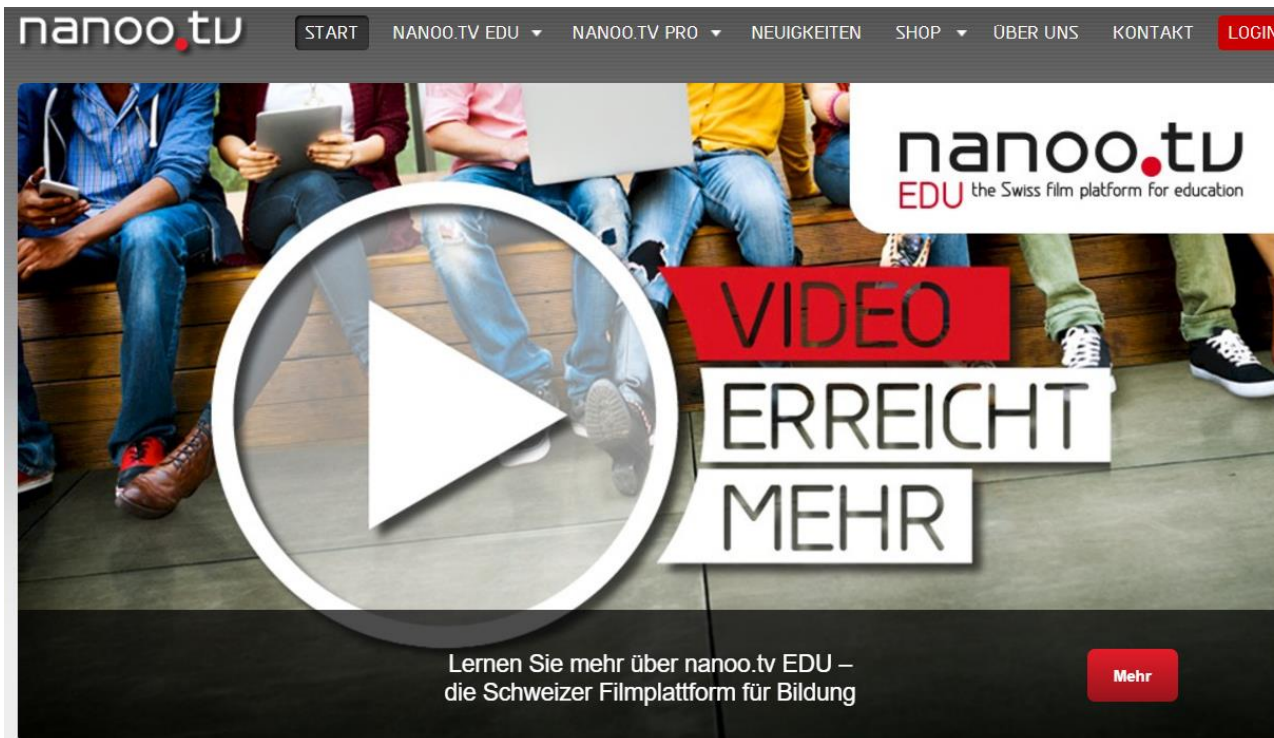 nanoo.tv START NANOO.TV EDU NANOO.TV PRO NEUIGKEITEN SHOP ÜBER UNS KONTAKT LOGIN
nanoo.tv
EDU the Swiss film platform for education
VIDEO
ERREICHT
MEHR
Lernen Sie mehr über nanoo.tv EDU –
die Schweizer Filmplattform für Bildung
Mehr